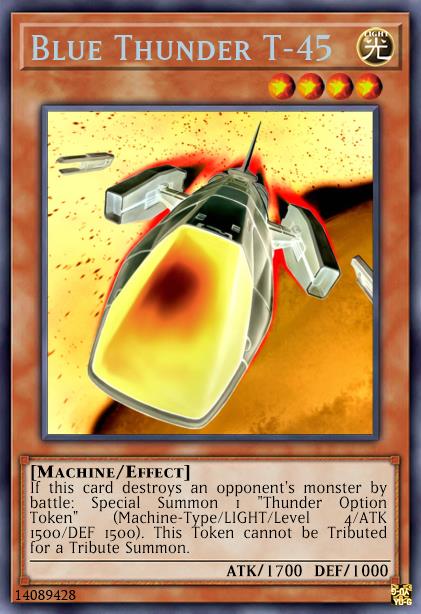 BLUE THUNDER T-45
LIGHT
光
[MACHINE/EFFECT]
If this card destroys an opponent's monster by
battle: Special Summon 1 "Thunder Option
Token" (Machine-Type/LIGHT/Level 4/ATK
1500/DEF 1500). This Token cannot be Tributed
for a Tribute Summon.
ATK/1700 DEF/1000
14089428